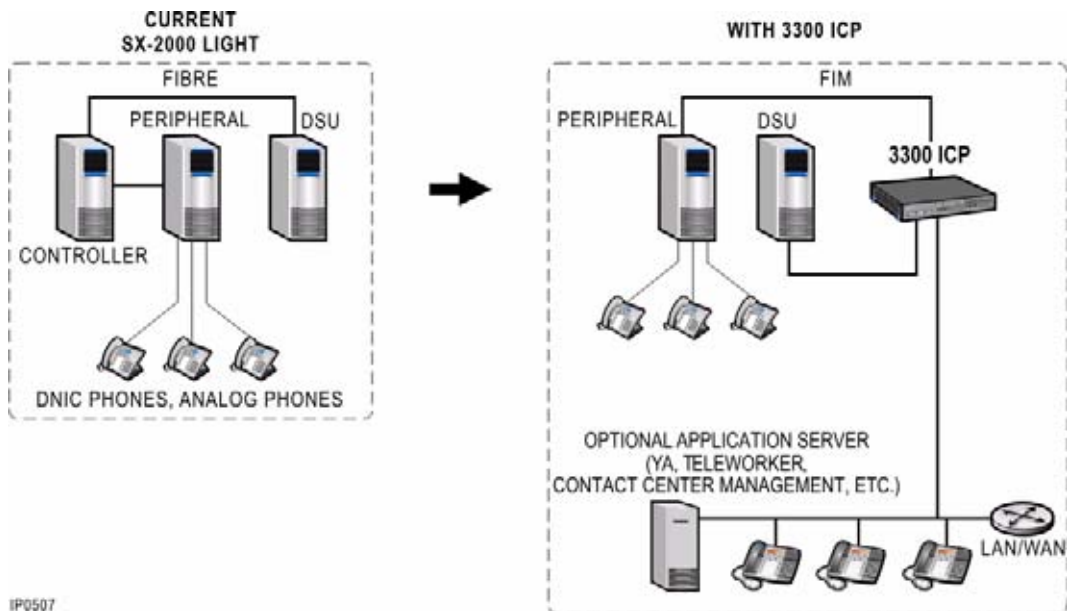 CURRENT
SX-2000 LIGHT
FIBRE
PERIPHERAL
DSU
CONTROLLER
DNIC PHONES, ANALOG PHONES
WITH 3300 ICP
FIM
PERIPHERAL
DSU
3300 ICP
OPTIONAL APPLICATION SERVER
(YA, TELEWORKER,
CONTACT CENTER MANAGEMENT, ETC.)
LAN/WAN
IP0507